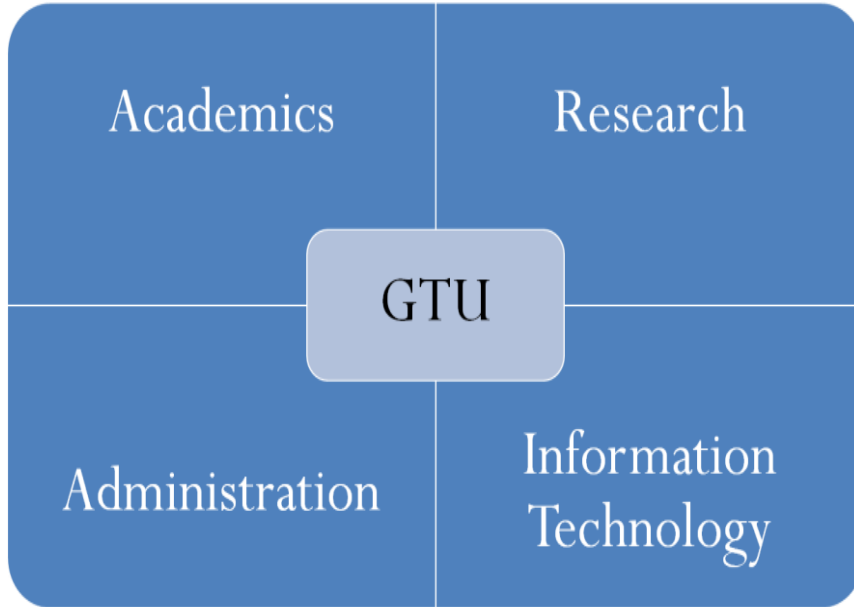 Academics
Research
GTU
Administration
Information
Technology